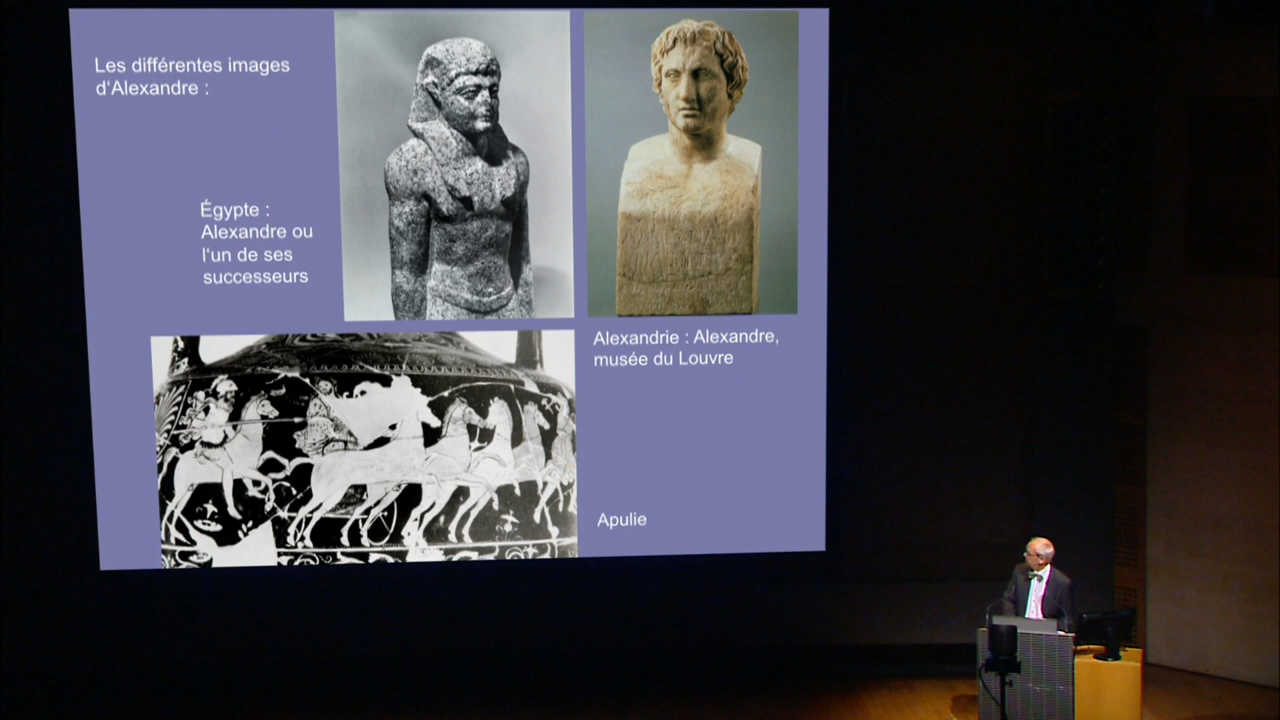 Les différentes images
d'Alexandre :
Égypte :
Alexandre ou
l'un de ses
successeurs
Alexandrie : Alexandre,
musée du Louvre
Apulie